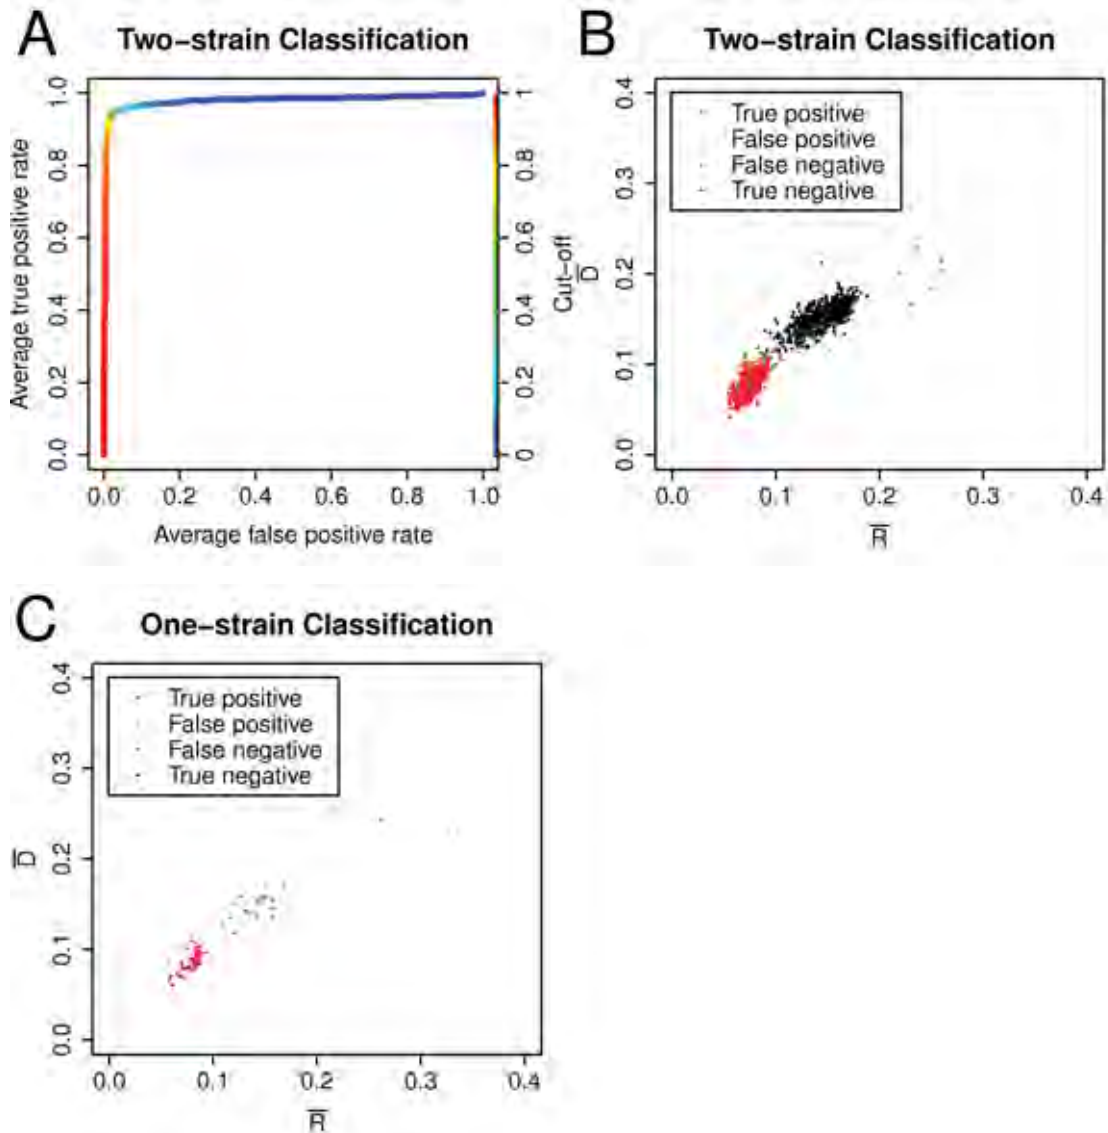 A
Two-strain Classification
Average true positive rate
1.0
0.8
0.6
0.4
0.2
0.0
0.0 0.2 0.4 0.6 0.8 1.0
Average false positive rate
1
0.8
0.6
0.4
0.2
0
Cut-off
B
Two-strain Classification
True positive
False positive
False negative
True negative
D
0.4
0.3
0.2
0.1
0.0
0.0 0.1 0.2 0.3 0.4
R
C
One-strain Classification
True positive
False positive
False negative
True negative
D
0.4
0.3
0.2
0.1
0.0
0.0 0.1 0.2 0.3 0.4
R